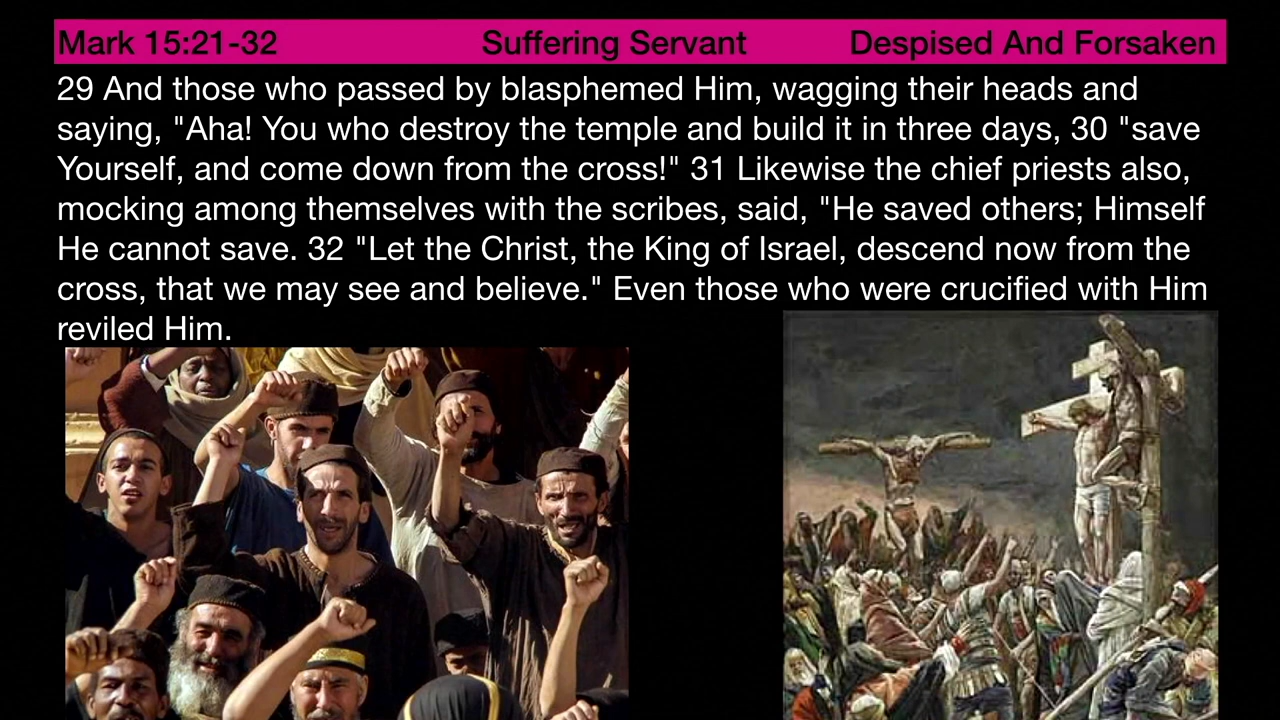 Mark 15:21-32 Suffering Servant Despised And Forsaken
29 And those who passed by blasphemed Him, wagging their heads and
saying, "Aha! You who destroy the temple and build it in three days, 30 "save
Yourself, and come down from the cross!" 31 Likewise the chief priests also,
mocking among themselves with the scribes, said, "He saved others; Himself
He cannot save. 32 "Let the Christ, the King of Israel, descend now from the
cross, that we may see and believe." Even those who were crucified with Him
reviled Him.